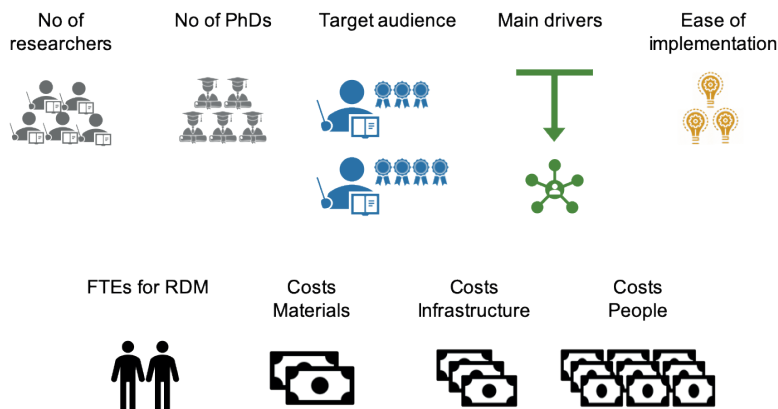 No of
researchers
No of PhDs
Target audience
Main drivers
Ease of
implementation
FTEs for RDM
Costs
Materials
Costs
Infrastructure
Costs
People